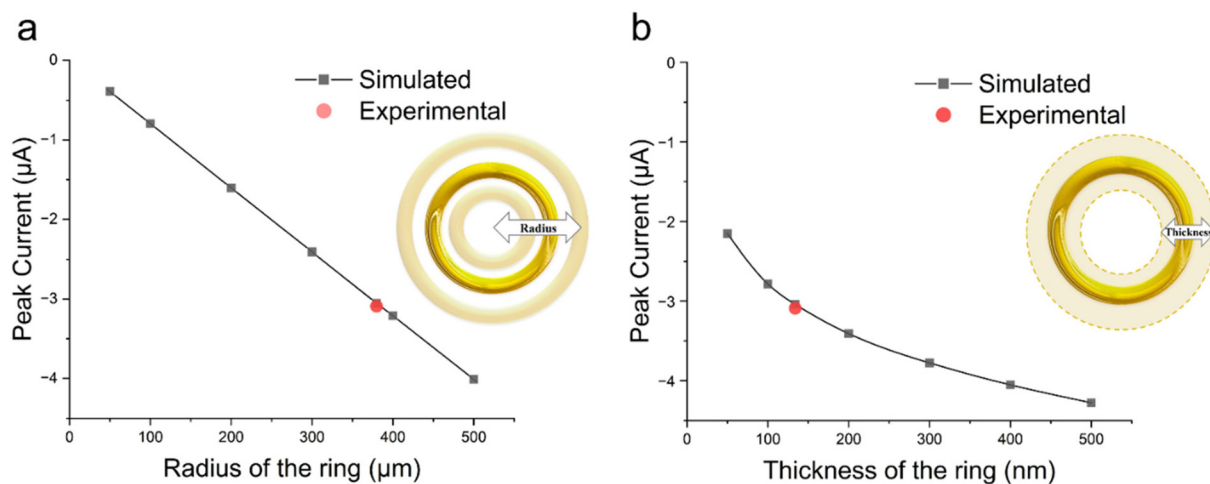 a
0
−1
−2
−3
−4
Peak Current (μA)
Simulated
Experimental
Radius
0
100
200
300
400
500
Radius of the ring (μm)
b
0
−1
−2
−3
−4
Peak Current (μA)
Simulated
Experimental
Thickness
0
100
200
300
400
500
Thickness of the ring (nm)